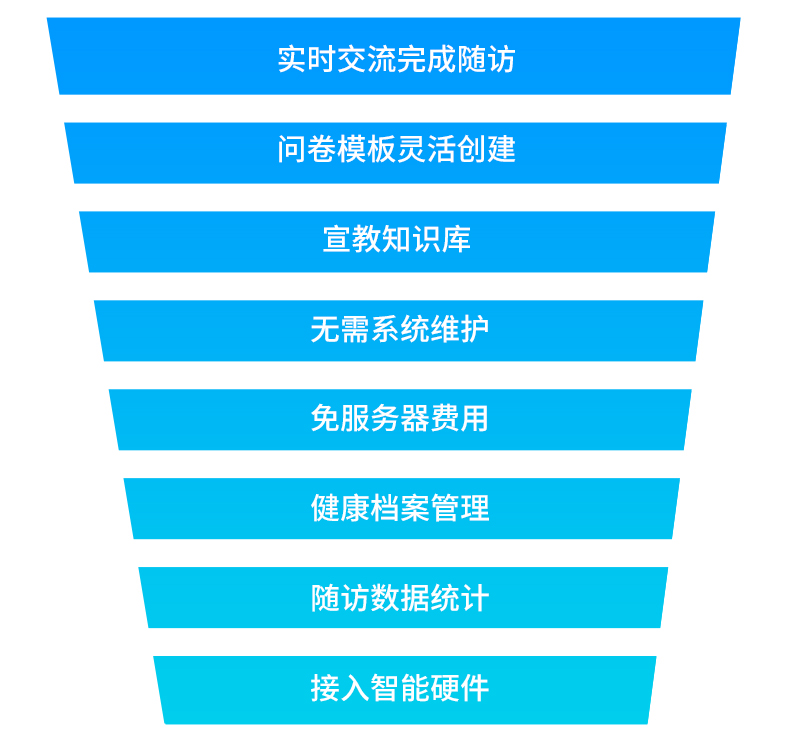 实时交流完成随访
问卷模板灵活创建
宣教知识库
无需系统维护
免服务器费用
健康档案管理
随访数据统计
接入智能硬件